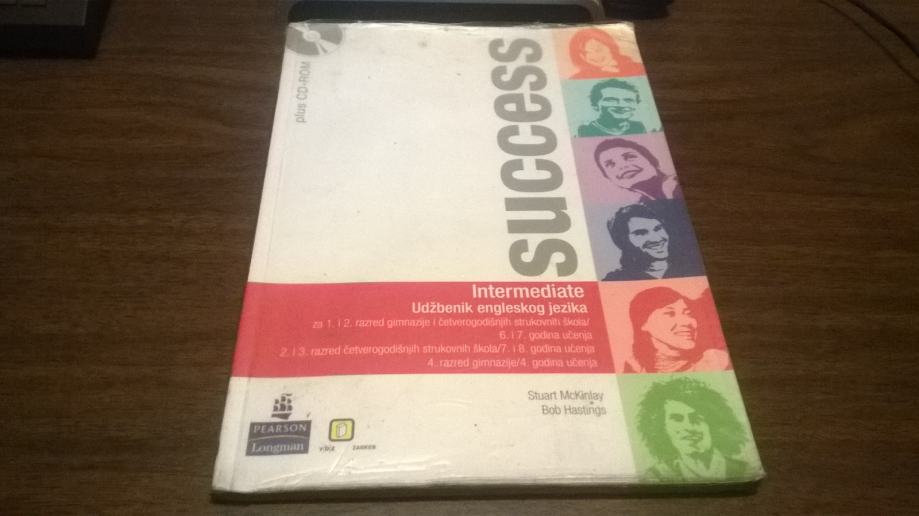 plus CD-ROM
success
Intermediate
Udžbenik engleskog jezika
za 1. i 2. razred gimnazije i četverogodišnjih strukovnih škola/
6. i 7. godina učenja
2. i 3. razred četverogodišnjih strukovnih škola/7. i 8. godina učenja
4. razred gimnazije/4. godina učenja
Stuart McKinlay
Bob Hastings
PEARSON
Longman
ZAGREB